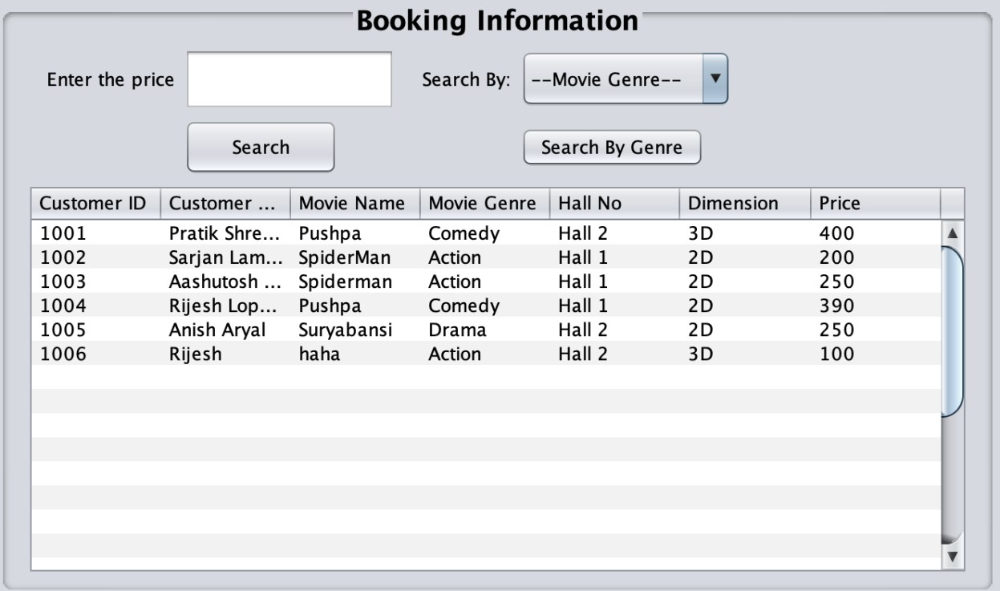 Booking Information
Enter the price Search By: --Movie Genre--
Search Search By Genre
Customer ID Customer ... Movie Name Movie Genre Hall No Dimension Price
1001 Pratik Shre... Pushpa Comedy Hall 2 3D 400
1002 Sarjan Lam... SpiderMan Action Hall 1 2D 200
1003 Aashutosh ... Spiderman Action Hall 1 2D 250
1004 Rijesh Lop... Pushpa Comedy Hall 1 2D 390
1005 Anish Aryal Suryabansi Drama Hall 2 2D 250
1006 Rijesh haha Action Hall 2 3D 100